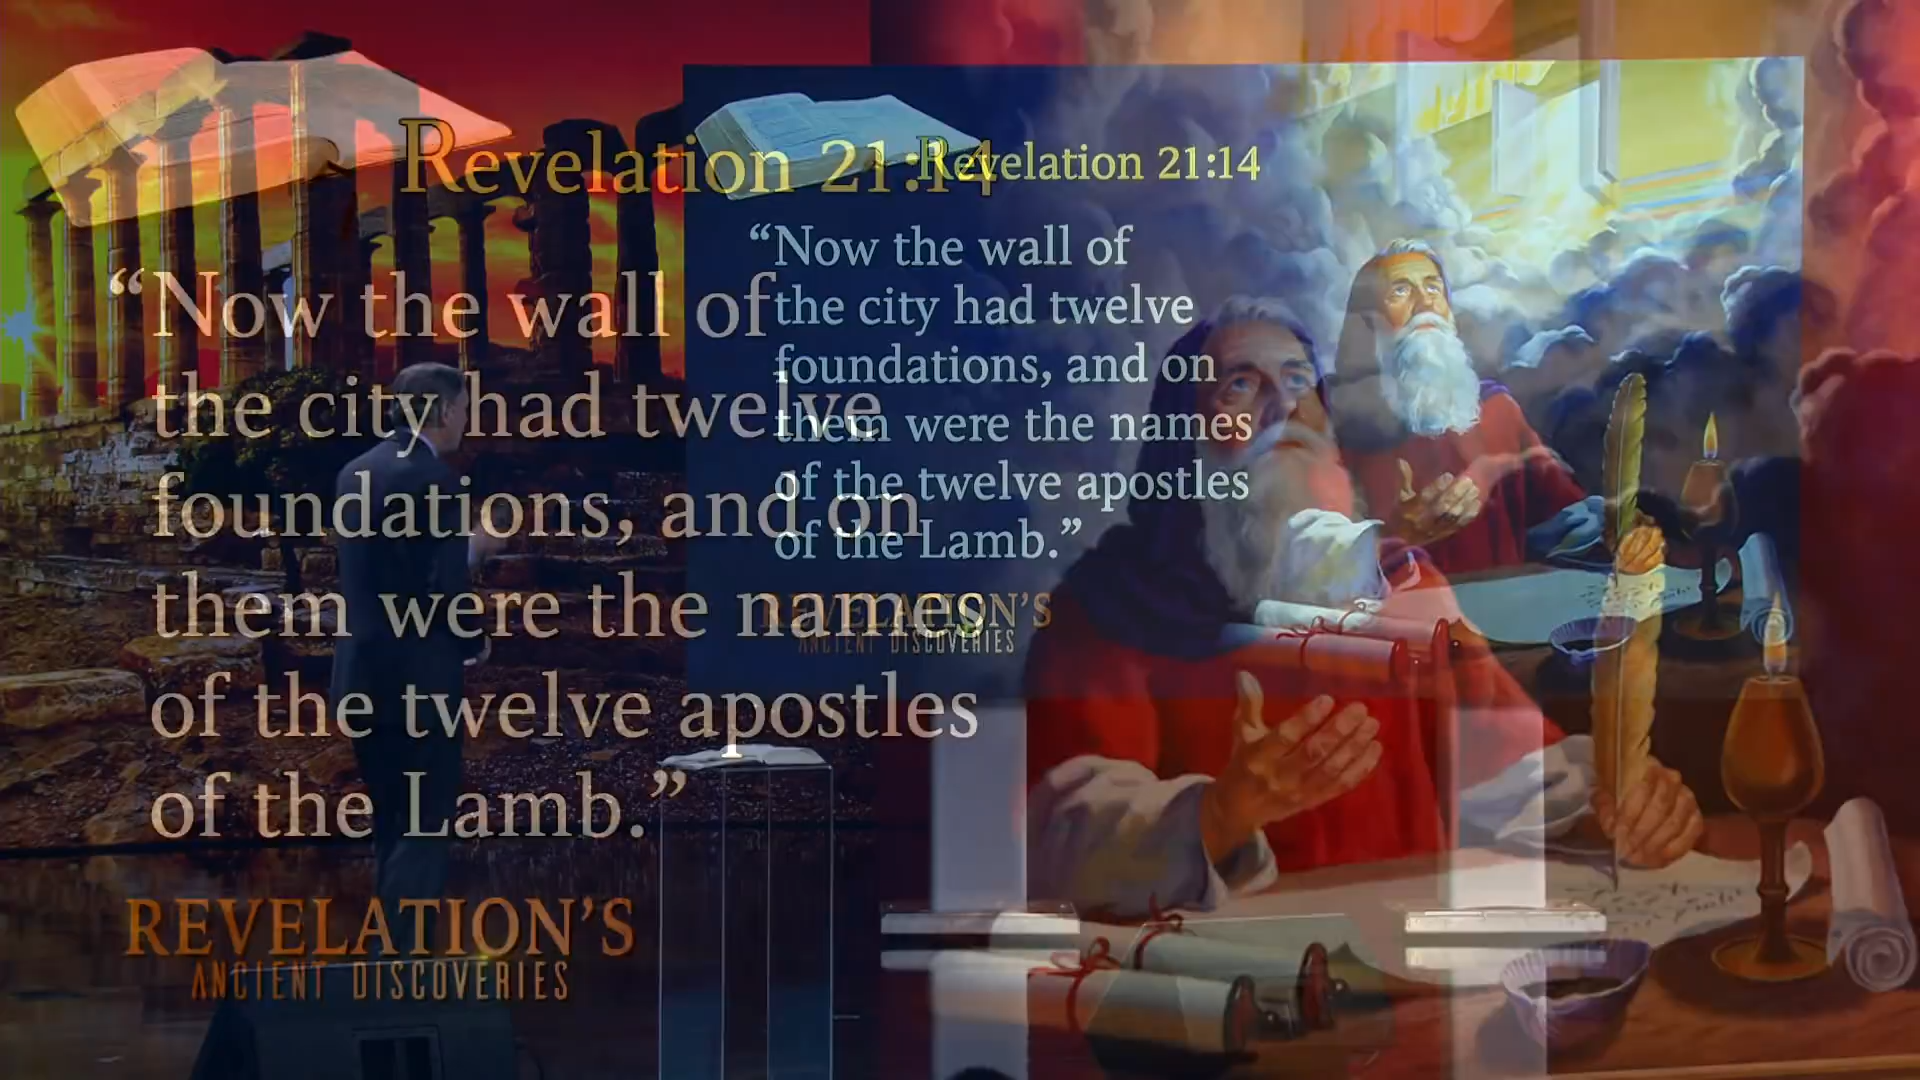 Revelation 21:14
“Now the wall of
the city had twelve
foundations, and on
them were the names
of the twelve apostles
of the Lamb.”
REVELATION’S
ANCIENT DISCOVERIES
Revelation 21:14
“Now the wall of
the city had twelve
foundations, and on
them were the names
of the twelve apostles
of the Lamb.”
REVELATION’S
ANCIENT DISCOVERIES